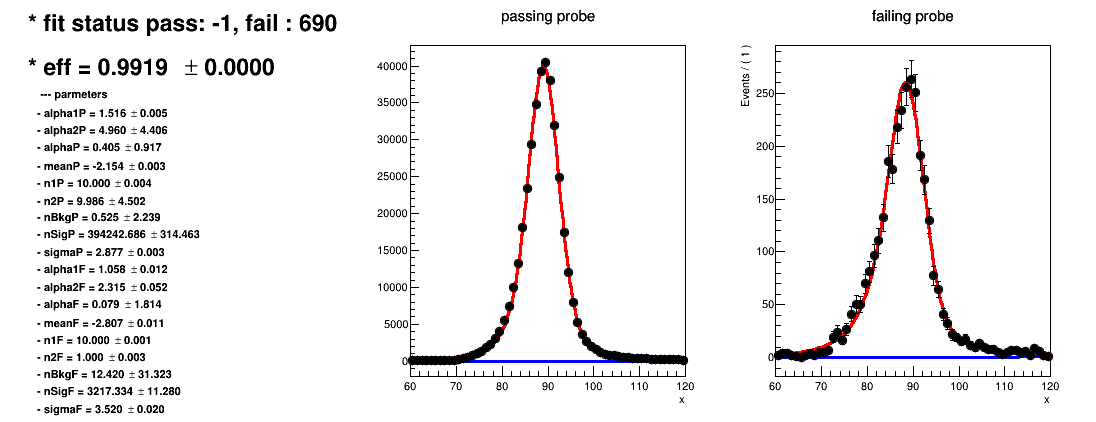 * fit status pass: -1, fail : 690
* eff = 0.9919 ± 0.0000
--- parmeters
- alpha1P = 1.516 ± 0.005
- alpha2P = 4.960 ± 4.406
- alphaP = 0.405 ± 0.917
- meanP = -2.154 ± 0.003
- n1P = 10.000 ± 0.004
- n2P = 9.986 ± 4.502
- nBkgP = 0.525 ± 2.239
- nSigP = 394242.686 ± 314.463
- sigmaP = 2.877 ± 0.003
- alpha1F = 1.058 ± 0.012
- alpha2F = 2.315 ± 0.052
- alphaF = 0.079 ± 1.814
- meanF = -2.807 ± 0.011
- n1F = 10.000 ± 0.001
- n2F = 1.000 ± 0.003
- nBkgF = 12.420 ± 31.323
- nSigF = 3217.334 ± 11.280
- sigmaF = 3.520 ± 0.020
passing probe
40000
35000
30000
25000
20000
15000
10000
5000
0
60 70 80 90 100 110 120
x
failing probe
Events / ( 1 )
250
200
150
100
50
0
60 70 80 90 100 110 120
x